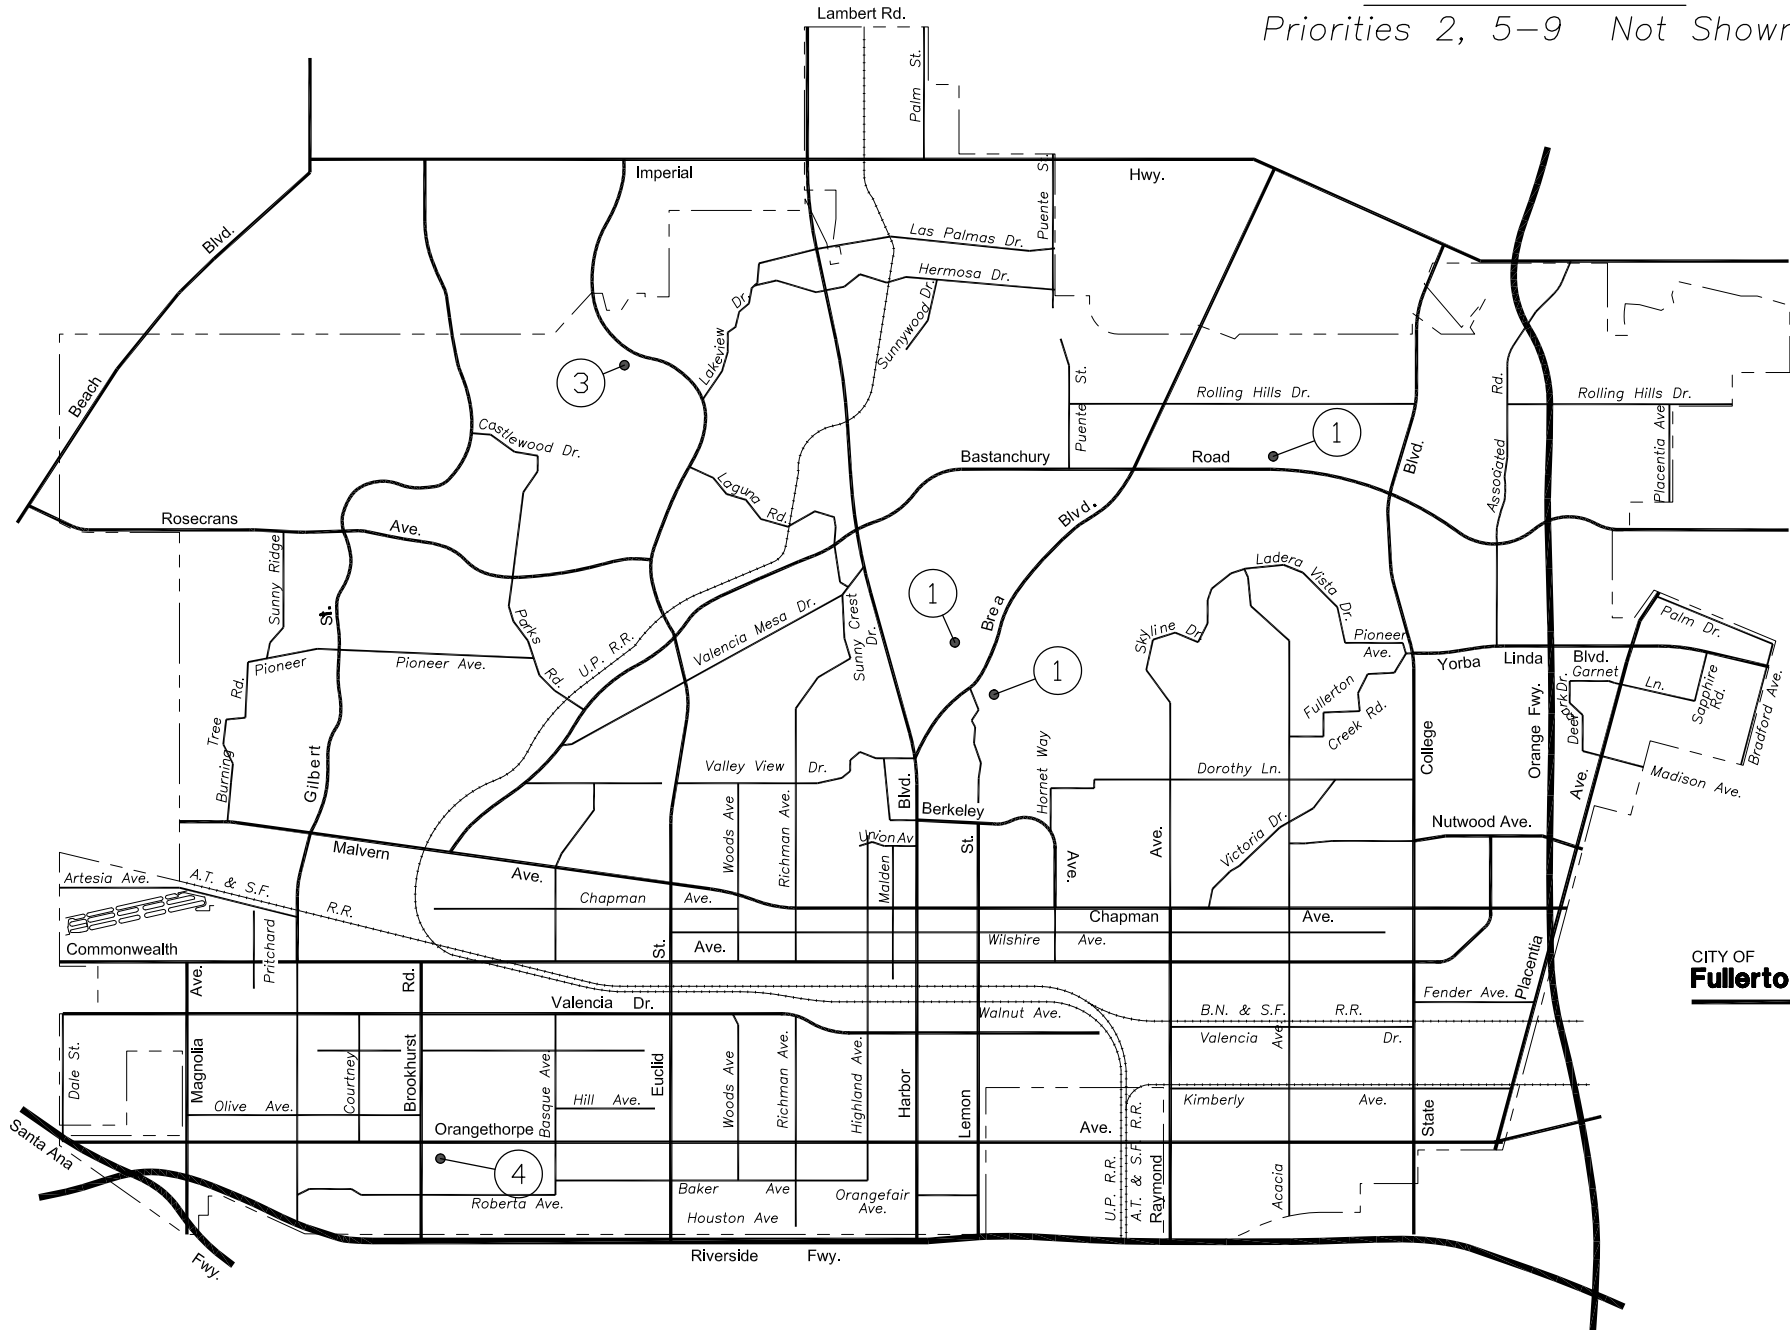 Lambert Rd.
Priorities 2, 5-9 Not Shown
Palm St.
Imperial
Hwy.
Puente St.
Blvd.
Las Palmas Dr.
Hermosa Dr.
Sunnywood Dr.
Lakeview Dr.
3
Beach
Castlewood Dr.
Puente St.
Rolling Hills Dr.
Rolling Hills Dr.
Associated Rd.
Placentia Ave
1
Bastanchury
Road
Blvd.
Laguna Rd.
Blvd.
Rosecrans
Ave.
Sunny Ridge
St.
Parks Rd.
U.P. R.R.
Valencia Mesa Dr.
Sunny Crest Dr.
1
Brea
Ladera Vista Dr.
Skyline Dr
Pioneer Ave.
Palm Dr.
Pioneer
Pioneer Ave.
1
Yorba
Linda
Blvd.
Garnet
Ln.
Sapphire Rd.
Bradford Ave.
Deer Park Dr.
Fullerton
Creek Rd.
Burning Tree Rd.
Gilbert
Valley View Dr.
Blvd.
Hornet Way
Dorothy Ln.
College
Orange Fwy.
Ave.
Madison Ave.
Berkeley
Union Av
St.
Ave.
Ave.
Victoria Dr.
Nutwood Ave.
Malvern
Ave.
Woods Ave
Richman Ave.
Malden
Artesia Ave.
A.T. & S.F.
R.R.
Chapman Ave.
Chapman
Ave.
Commonwealth
Pritchard
St.
Ave.
Wilshire Ave.
Placentia
CITY OF
Fullerto
Ave.
Rd.
Valencia Dr.
Walnut Ave.
B.N. & S.F. R.R.
Fender Ave.
Valencia
Ave.
Dr.
Dale St.
Magnolia
Courtney
Brookhurst
Basque Ave.
Euclid
Woods Ave
Richman Ave.
Highland Ave.
Harbor
Lemon
Olive Ave.
Hill Ave.
Kimberly Ave.
Santa Ana
Orangethorpe
Ave.
State
4
U.P. R.R.
A.T. & S.F. R.R.
Raymond
Acacia
Roberta Ave.
Baker Ave
Orangefair
Ave.
Houston Ave
Riverside
Fwy.
Fwy.